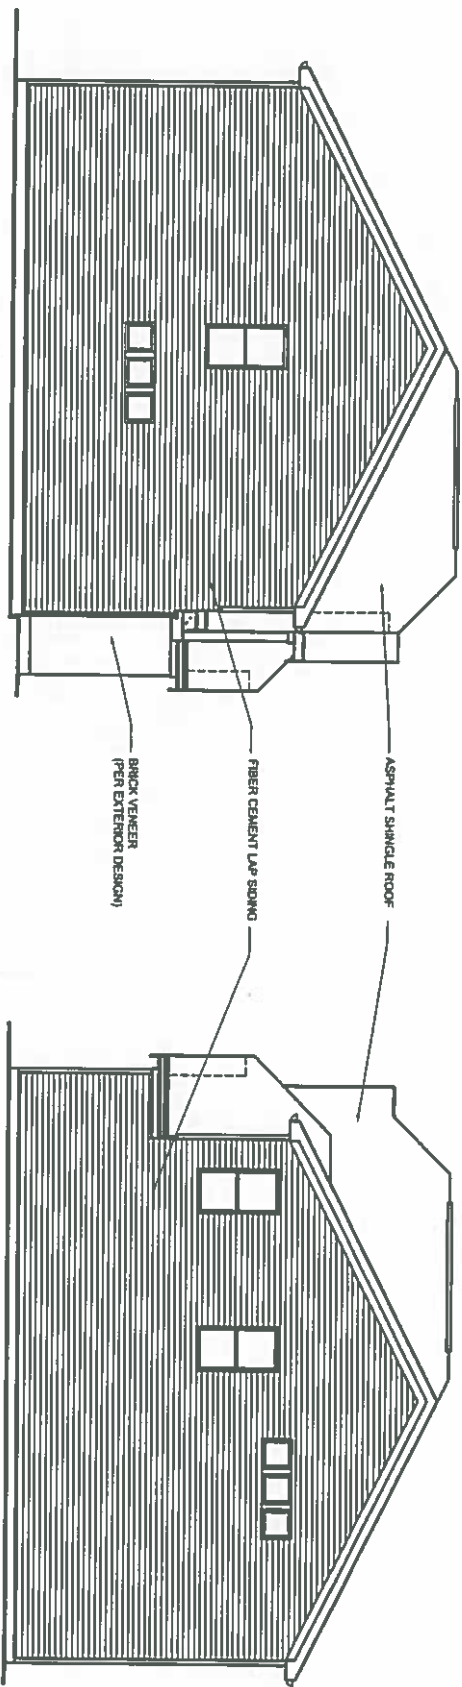 ASPHALT SHINGLE ROOF
FIBER CEMENT LAP SIDING
BRICK VENEER
(PER EXTERIOR DESIGN)